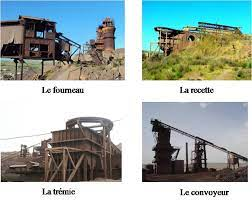 Le fourneau
La recette
La trémie
Le convoyeur